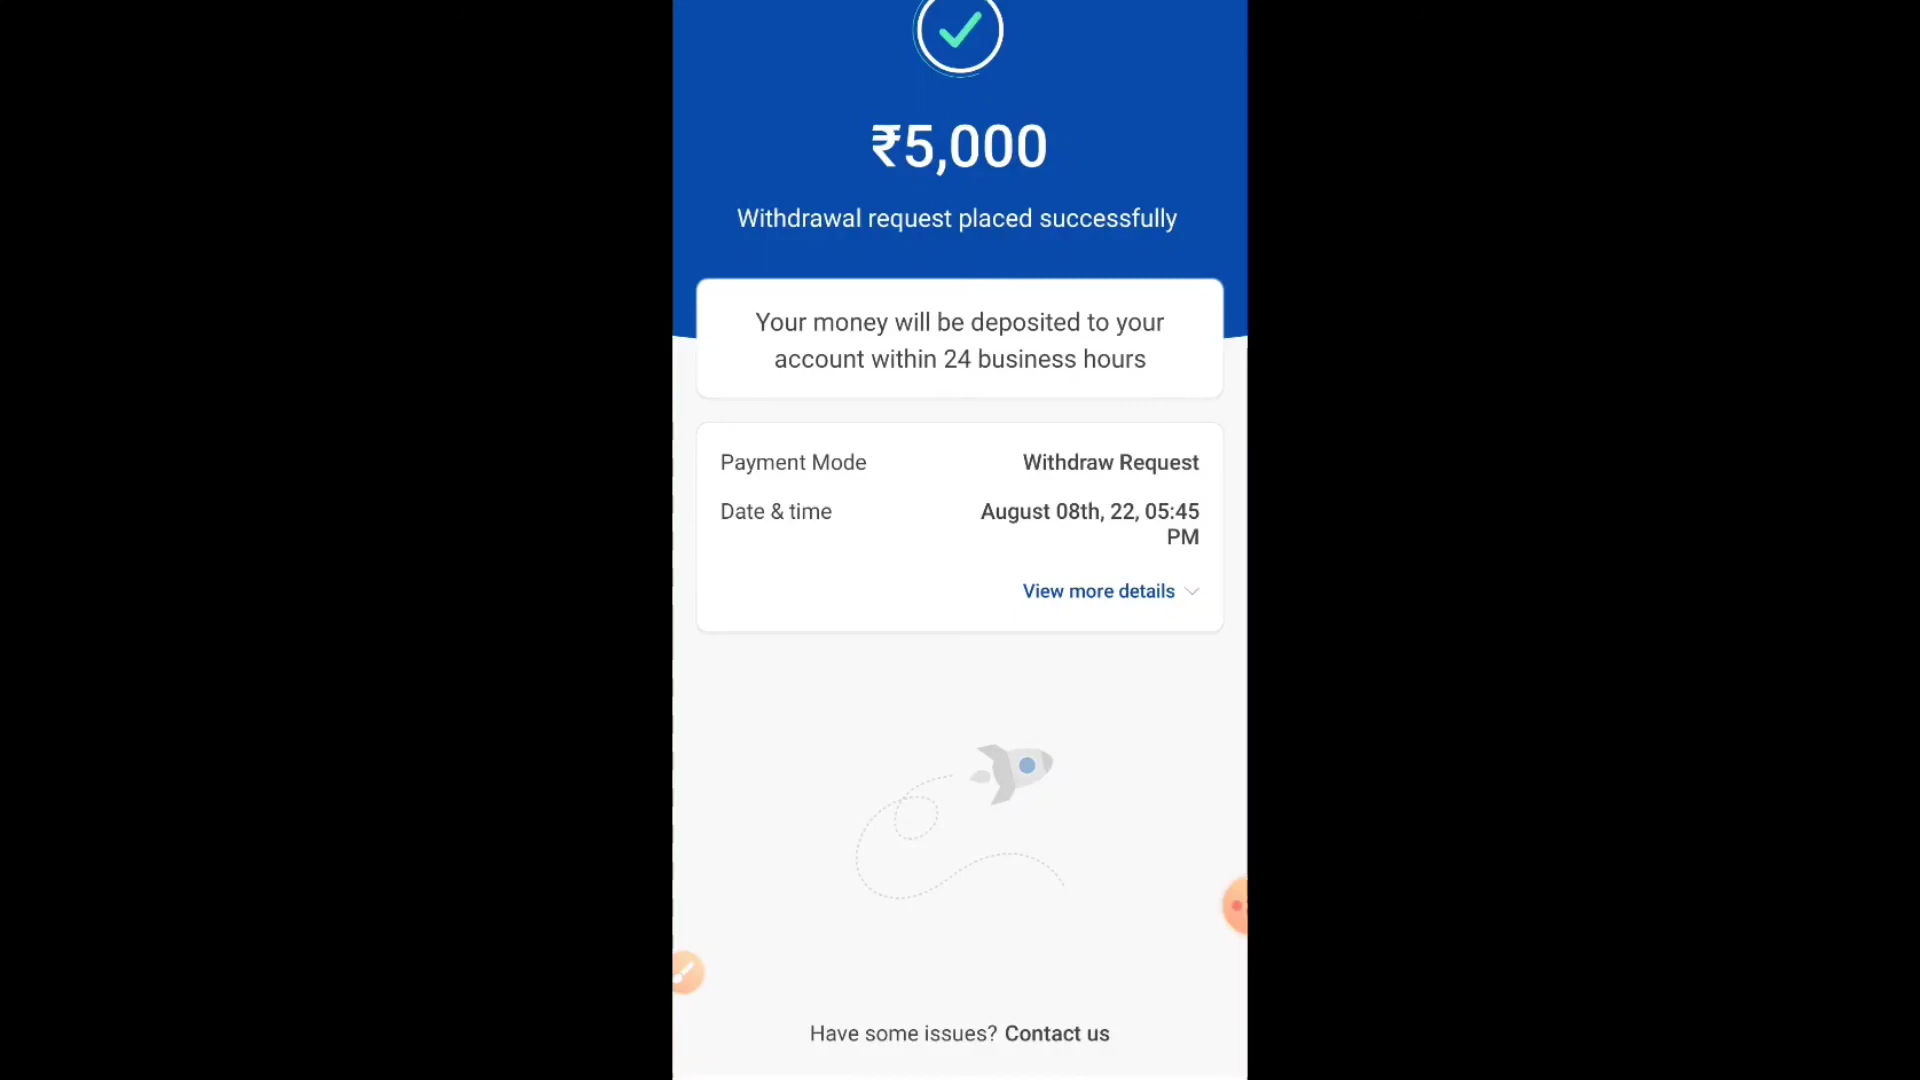 ₹5,000
Withdrawal request placed successfully
Your money will be deposited to your
account within 24 business hours
Payment Mode Withdraw Request
Date & time August 08th, 22, 05:45
PM
View more details
Have some issues? Contact us